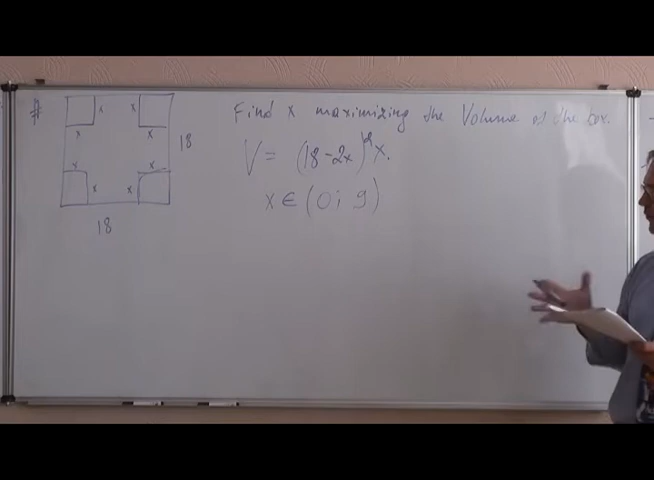 #
x x
x x
18
x x
x x
18
Find x maximizing the Volume of the box.
V = (18-2x)²x.
x ∈ (0; 9)